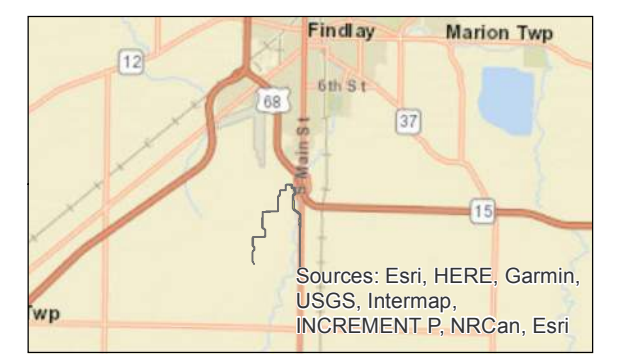 Findlay
Marion Twp
12
6th St
68
37
S Main St
15
Sources: Esri, HERE, Garmin,
USGS, Intermap,
INCREMENT P, NRCan, Esri
Twp